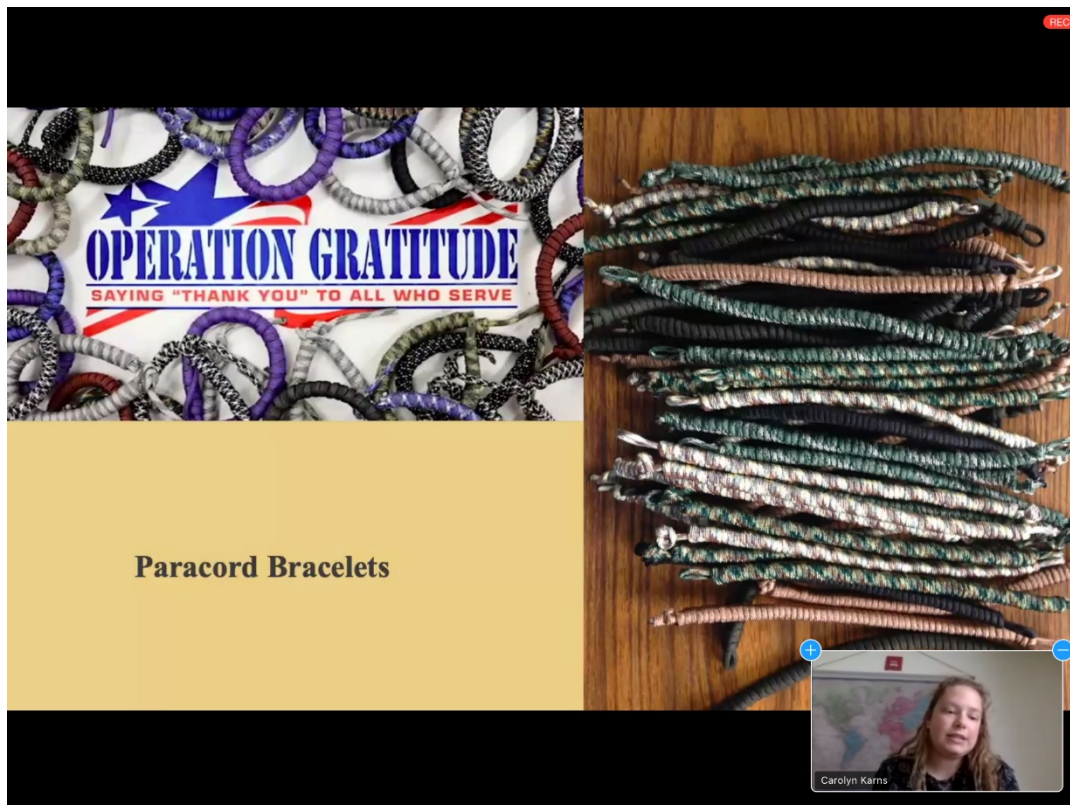 REC
OPERATION GRATITUDE
SAYING "THANK YOU" TO ALL WHO SERVE
Paracord Bracelets
Carolyn Karns